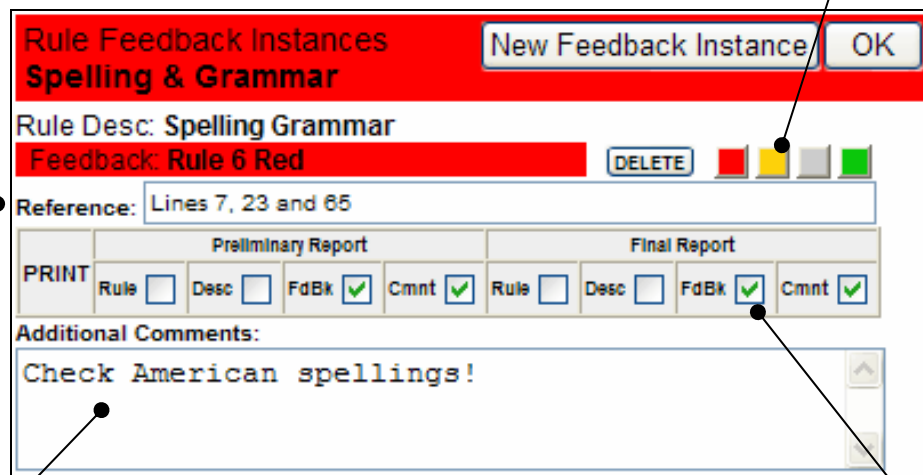 Rule Feedback Instances New Feedback Instance OK
Spelling & Grammar
Rule Desc: Spelling Grammar
Feedback: Rule 6 Red DELETE
Reference: Lines 7, 23 and 65
Preliminary Report Final Report
PRINT Rule Desc FdBk Cmnt Rule Desc FdBk Cmnt
Additional Comments:
Check American spellings!